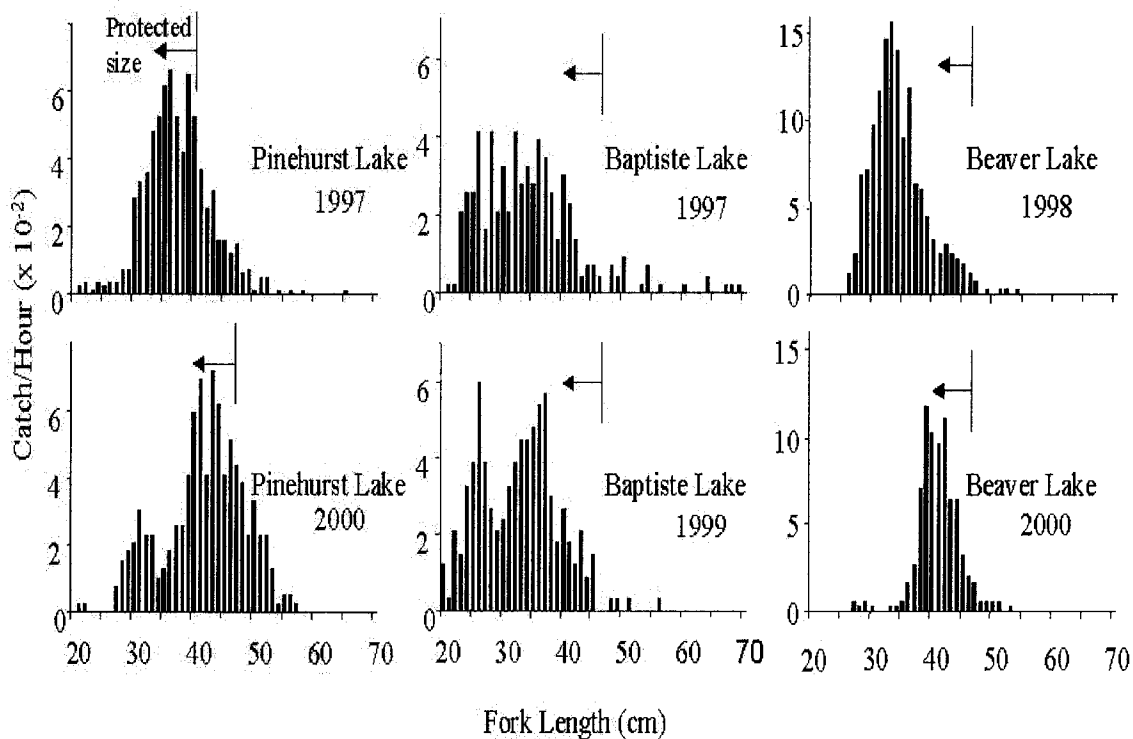 Catch/Hour (x 10⁻²)
8
6
4
2
0
Protected
size
Pinehurst Lake
1997
6
4
2
0
Baptiste Lake
1997
15
10
5
0
Beaver Lake
1998
6
4
2
0
Pinehurst Lake
2000
6
4
2
0
Baptiste Lake
1999
15
10
5
0
Beaver Lake
2000
20 30 40 50 60 70
20 30 40 50 60 70
20 30 40 50 60 70
Fork Length (cm)